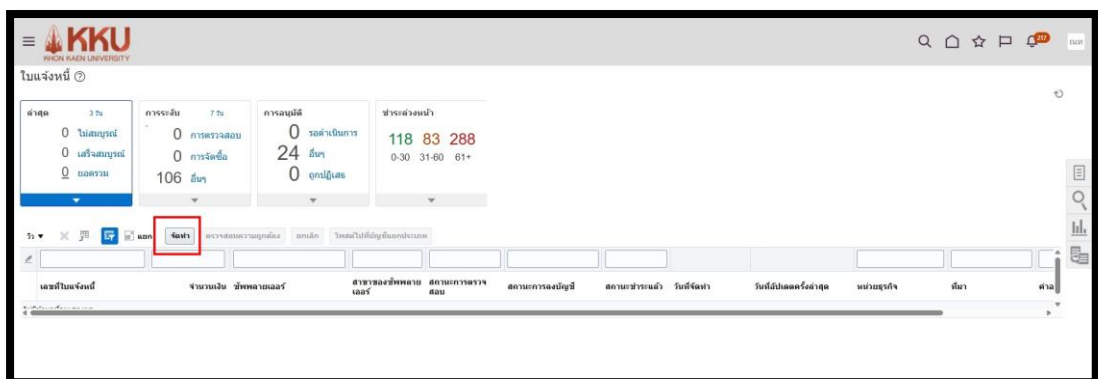 KKU
KHON KAEN UNIVERSITY
217
ใบแจ้งหนี้
ล่าสุด 3 วัน
0 ไม่สมบูรณ์
0 เสร็จสมบูรณ์
0 ยอดรวม
การระงับ 7 วัน
0 การตรวจสอบ
0 การจัดซื้อ
106 อื่นๆ
การอนุมัติ
0 รอดำเนินการ
24 อื่นๆ
0 ถูกปฏิเสธ
ชำระล่วงหน้า
118 83 288
0-30 31-60 61+
วิว แยก จัดทำ ตรวจสอบความถูกต้อง ยกเลิก โพสต์ไปที่บัญชีแยกประเภท
เลขที่ใบแจ้งหนี้ จำนวนเงิน ซัพพลายเออร์ สาขาของซัพพลายเออร์ สถานะการตรวจสอบ สถานะการลงบัญชี สถานะชำระแล้ว วันที่จัดทำ วันที่อัปเดตครั้งล่าสุด หน่วยธุรกิจ ที่มา